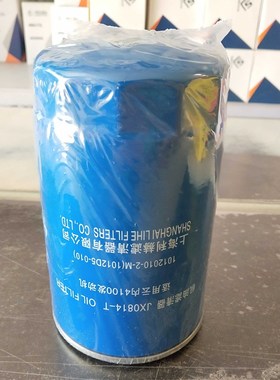 上海利赫滤清器有限公司
SHANGHAI LIHE FILTERS CO.,LTD
1012010-2-M(1012D5-010)
适用云内4100发动机
机油滤清器 JX0814-T OIL FILTER